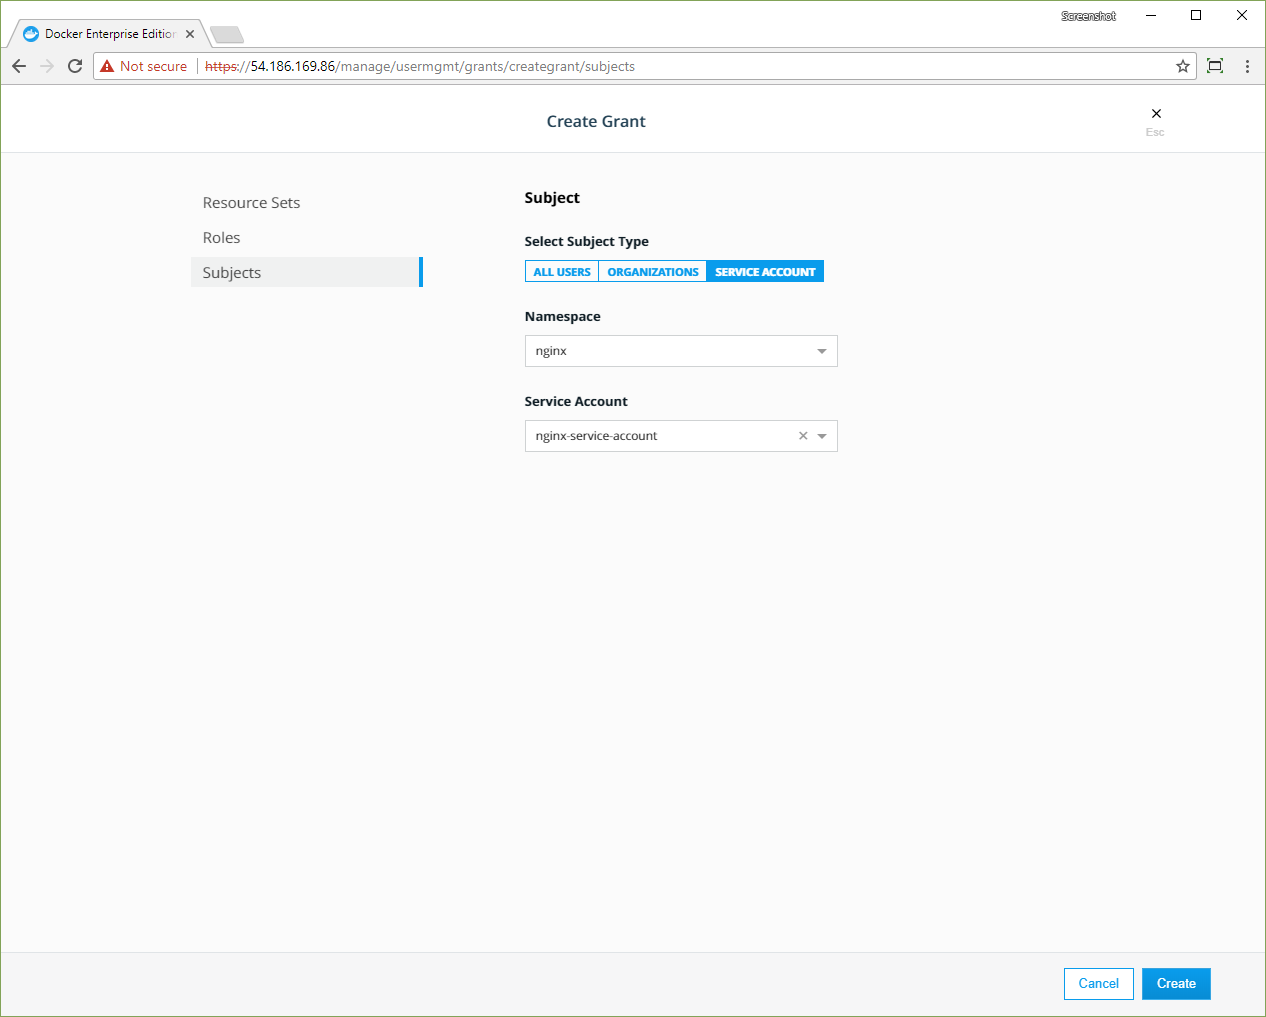 Screenshot
Docker Enterprise Edition
Not secure
https://54.186.169.86/manage/usermgmt/grants/creategrant/subjects
Create Grant
Esc
Resource Sets
Roles
Subjects
Subject
Select Subject Type
ALL USERS ORGANIZATIONS SERVICE ACCOUNT
Namespace
nginx
Service Account
nginx-service-account
Cancel Create